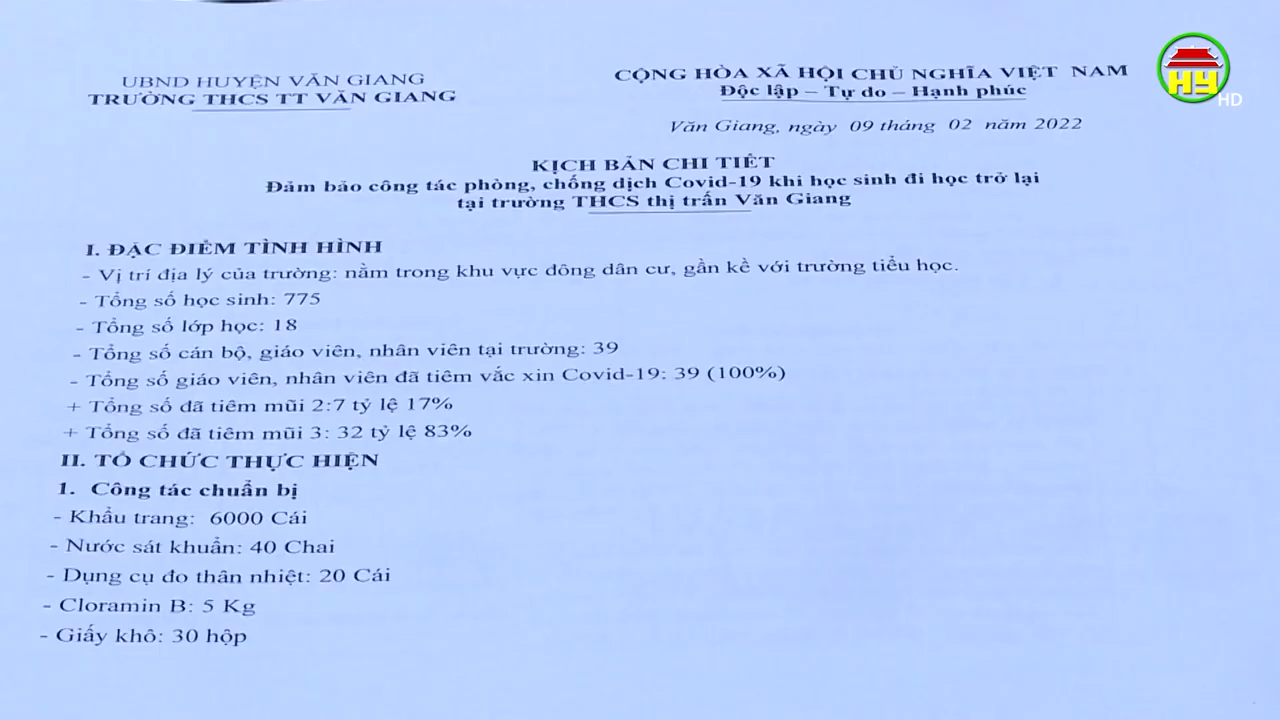 UBND HUYỆN VĂN GIANG
TRƯỜNG THCS TT VĂN GIANG
CỘNG HÒA XÃ HỘI CHỦ NGHĨA VIỆT NAM
Độc lập – Tự do – Hạnh phúc
HY HD
Văn Giang, ngày 09 tháng 02 năm 2022
KỊCH BẢN CHI TIẾT
Đảm bảo công tác phòng, chống dịch Covid-19 khi học sinh đi học trở lại
tại trường THCS thị trấn Văn Giang
I. ĐẶC ĐIỂM TÌNH HÌNH
- Vị trí địa lý của trường: nằm trong khu vực đông dân cư, gần kề với trường tiểu học.
- Tổng số học sinh: 775
- Tổng số lớp học: 18
- Tổng số cán bộ, giáo viên, nhân viên tại trường: 39
- Tổng số giáo viên, nhân viên đã tiêm vắc xin Covid-19: 39 (100%)
+ Tổng số đã tiêm mũi 2:7 tỷ lệ 17%
+ Tổng số đã tiêm mũi 3: 32 tỷ lệ 83%
II. TỔ CHỨC THỰC HIỆN
1. Công tác chuẩn bị
- Khẩu trang: 6000 Cái
- Nước sát khuẩn: 40 Chai
- Dụng cụ đo thân nhiệt: 20 Cái
- Cloramin B: 5 Kg
- Giấy khô: 30 hộp